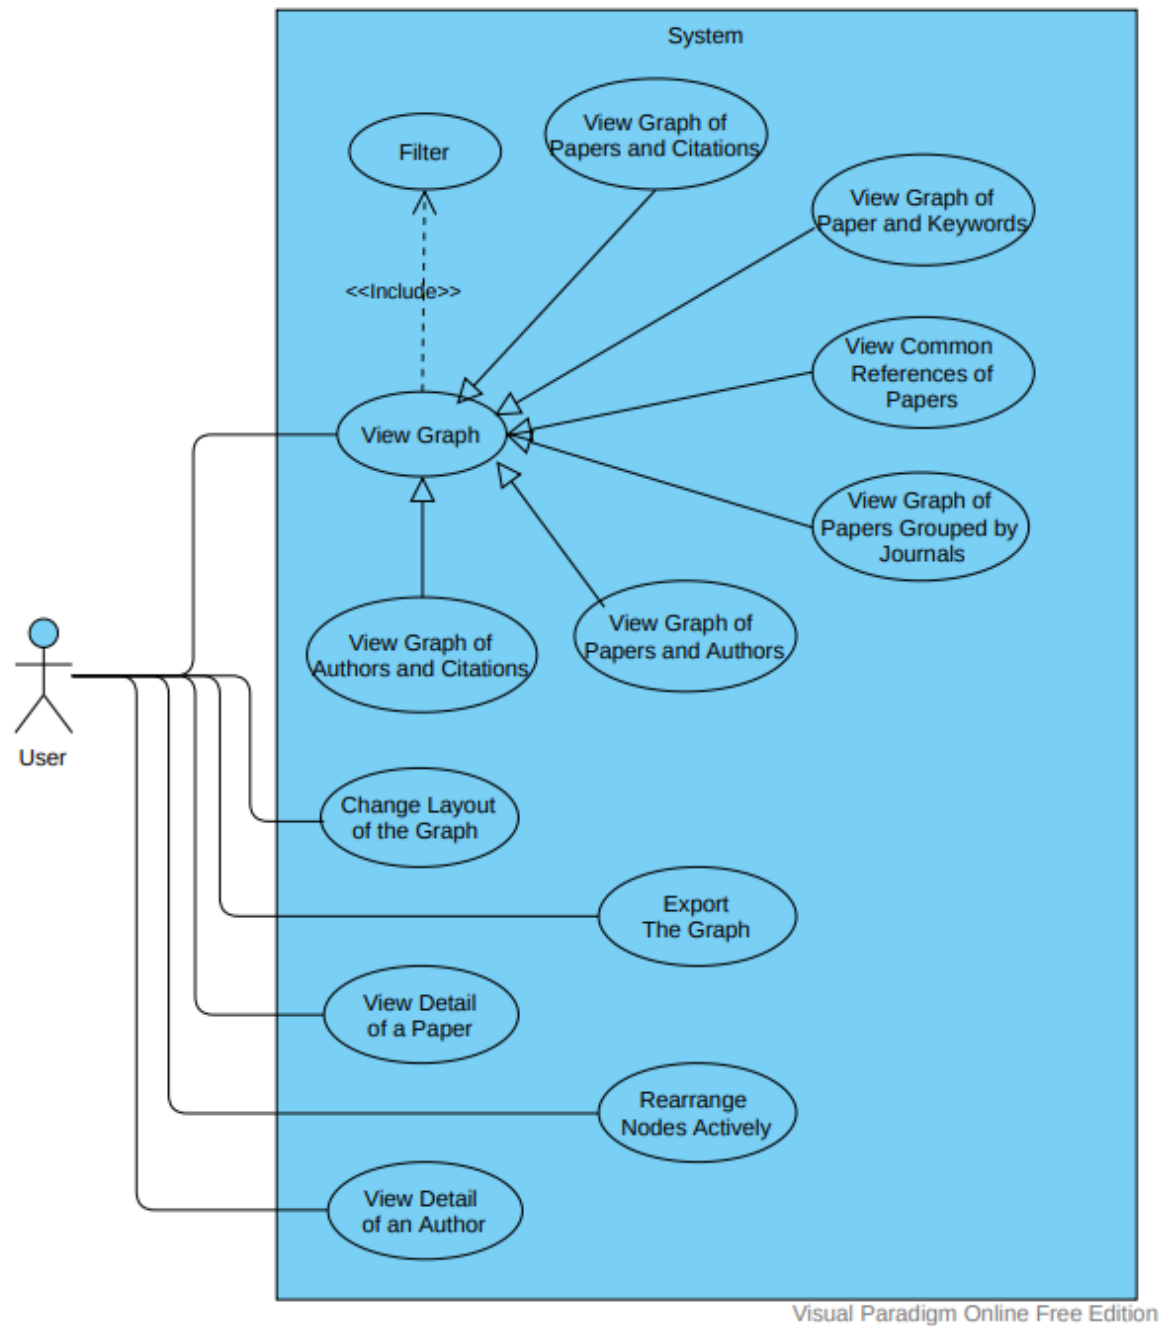 System
Filter
View Graph of
Papers and Citations
View Graph of
Paper and Keywords
<<Include>>
View Common
References of
Papers
View Graph
View Graph of
Papers Grouped by
Journals
View Graph of
Authors and Citations
View Graph of
Papers and Authors
User
Change Layout
of the Graph
Export
The Graph
View Detail
of a Paper
Rearrange
Nodes Actively
View Detail
of an Author
Visual Paradigm Online Free Edition